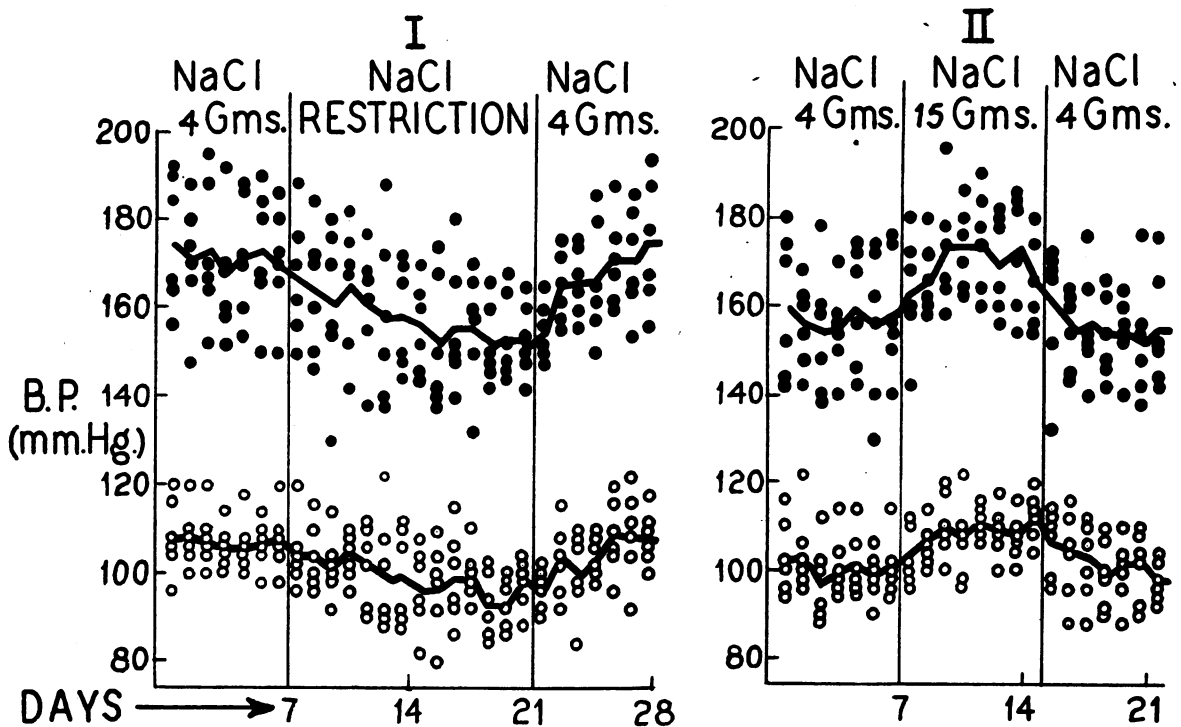 I
II
NaCl NaCl NaCl
4 Gms. RESTRICTION 4 Gms.
NaCl NaCl NaCl
4 Gms. 15 Gms. 4 Gms.
200
180
160
140
120
100
80
B.P.
(mm.Hg.)
DAYS 7 14 21 28
200
180
160
140
120
100
80
7 14 21